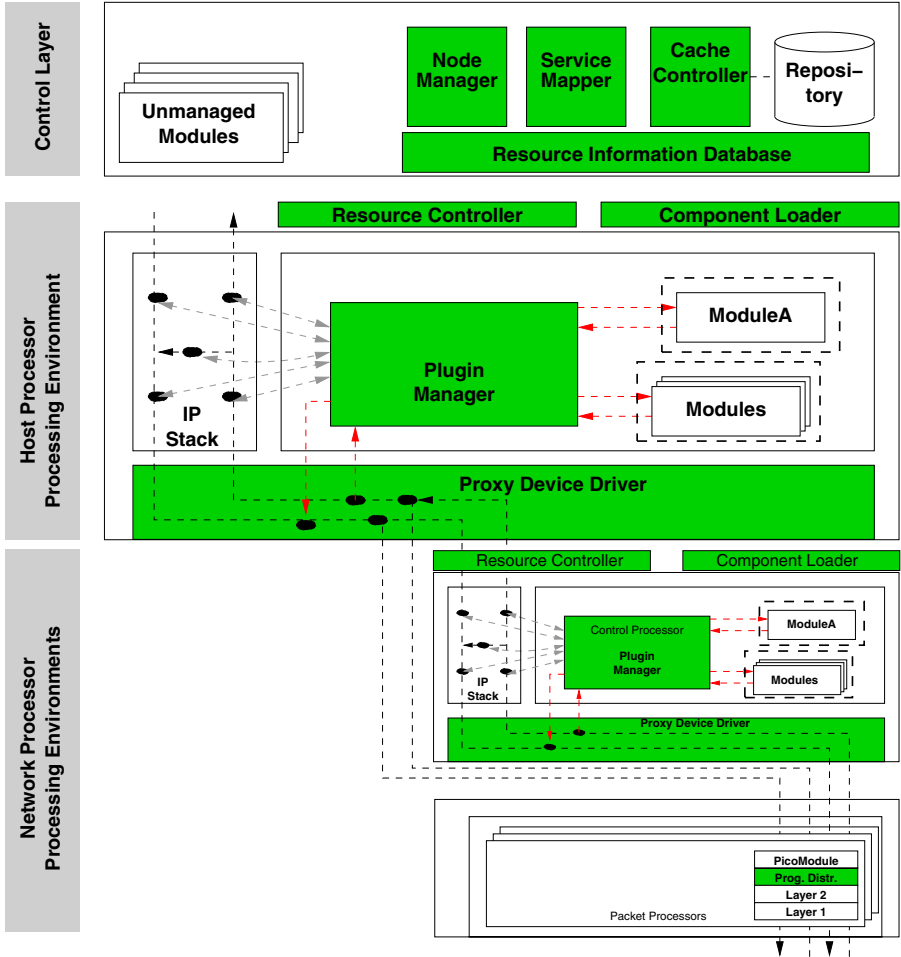 Control Layer
Unmanaged
Modules
Node
Manager
Service
Mapper
Cache
Controller
Reposi–
tory
Resource Information Database
Host Processor
Processing Environment
Resource Controller
Component Loader
IP
Stack
Plugin
Manager
ModuleA
Modules
Proxy Device Driver
Network Processor
Processing Environments
Resource Controller
Component Loader
IP
Stack
Control Processor
Plugin
Manager
ModuleA
Modules
Proxy Device Driver
PicoModule
Prog. Distr.
Layer 2
Layer 1
Packet Processors